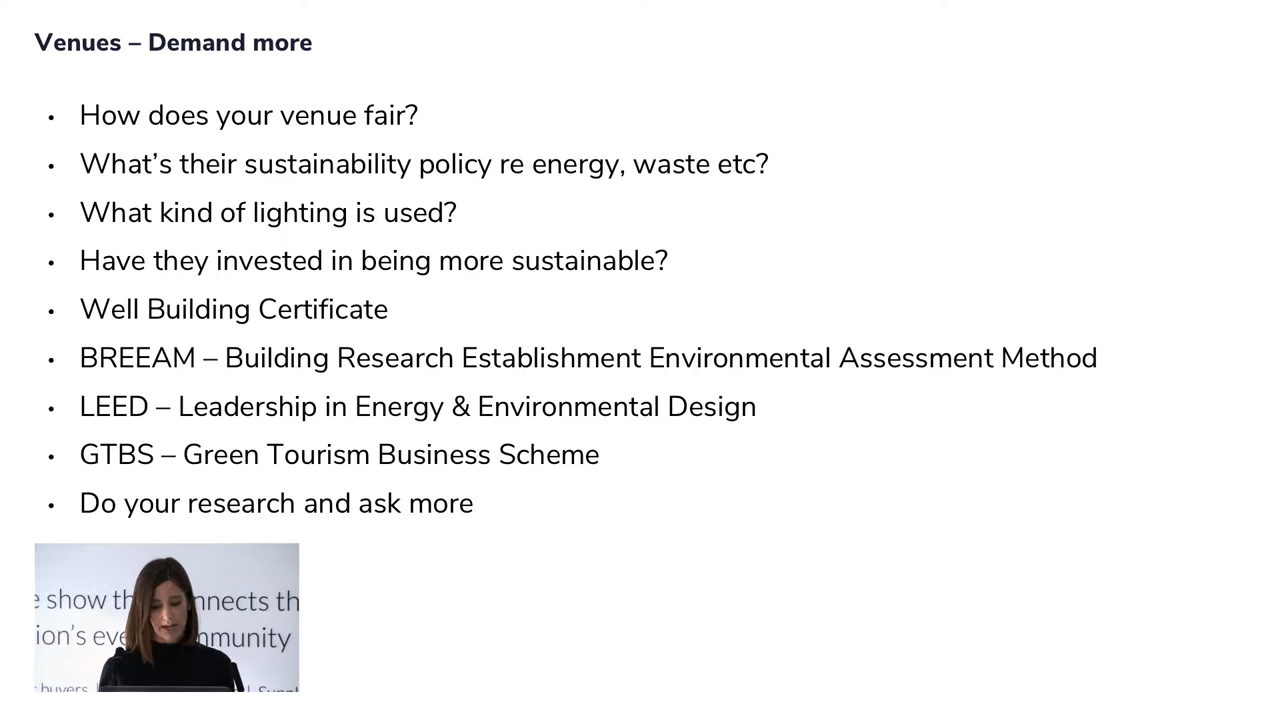 Venues – Demand more
• How does your venue fair?
• What’s their sustainability policy re energy, waste etc?
• What kind of lighting is used?
• Have they invested in being more sustainable?
• Well Building Certificate
• BREEAM – Building Research Establishment Environmental Assessment Method
• LEED – Leadership in Energy & Environmental Design
• GTBS – Green Tourism Business Scheme
• Do your research and ask more
show th nnects th
ion’s eve mmunity
buyers,